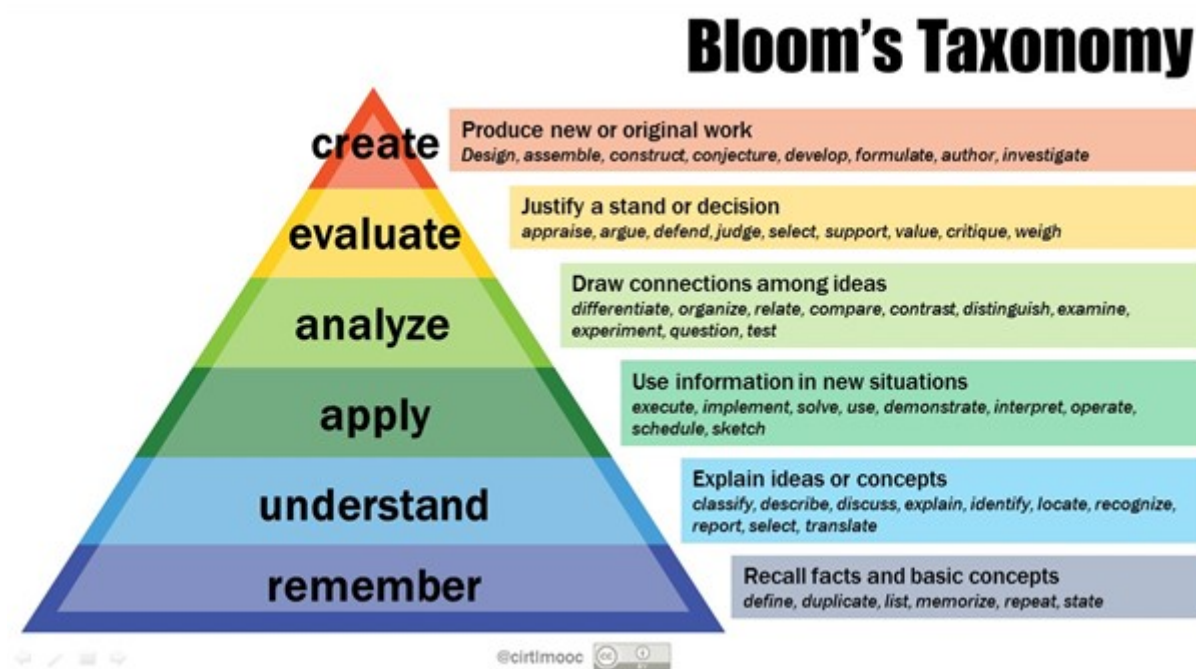 Bloom's Taxonomy
create
Produce new or original work
Design, assemble, construct, conjecture, develop, formulate, author, investigate
evaluate
Justify a stand or decision
appraise, argue, defend, judge, select, support, value, critique, weigh
analyze
Draw connections among ideas
differentiate, organize, relate, compare, contrast, distinguish, examine,
experiment, question, test
apply
Use information in new situations
execute, implement, solve, use, demonstrate, interpret, operate,
schedule, sketch
understand
Explain ideas or concepts
classify, describe, discuss, explain, identify, locate, recognize,
report, select, translate
remember
Recall facts and basic concepts
define, duplicate, list, memorize, repeat, state
@cirtlmooc
cc